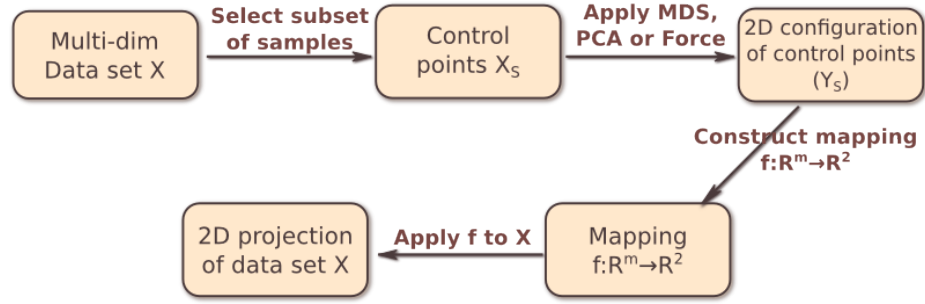 Multi-dim
Data set X
Select subset
of samples
Control
points Xₛ
Apply MDS,
PCA or Force
2D configuration
of control points
(Yₛ)
Construct mapping
f:Rᵐ→R²
Mapping
f:Rᵐ→R²
Apply f to X
2D projection
of data set X